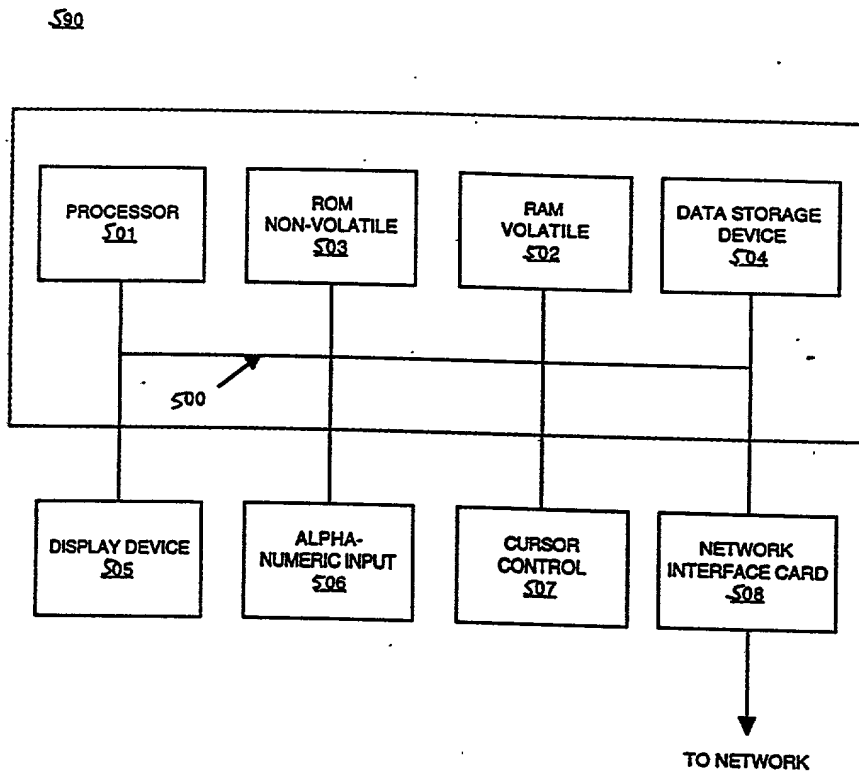 590
PROCESSOR
501
ROM
NON-VOLATILE
503
RAM
VOLATILE
502
DATA STORAGE
DEVICE
504
500
DISPLAY DEVICE
505
ALPHA-
NUMERIC INPUT
506
CURSOR
CONTROL
507
NETWORK
INTERFACE CARD
508
TO NETWORK